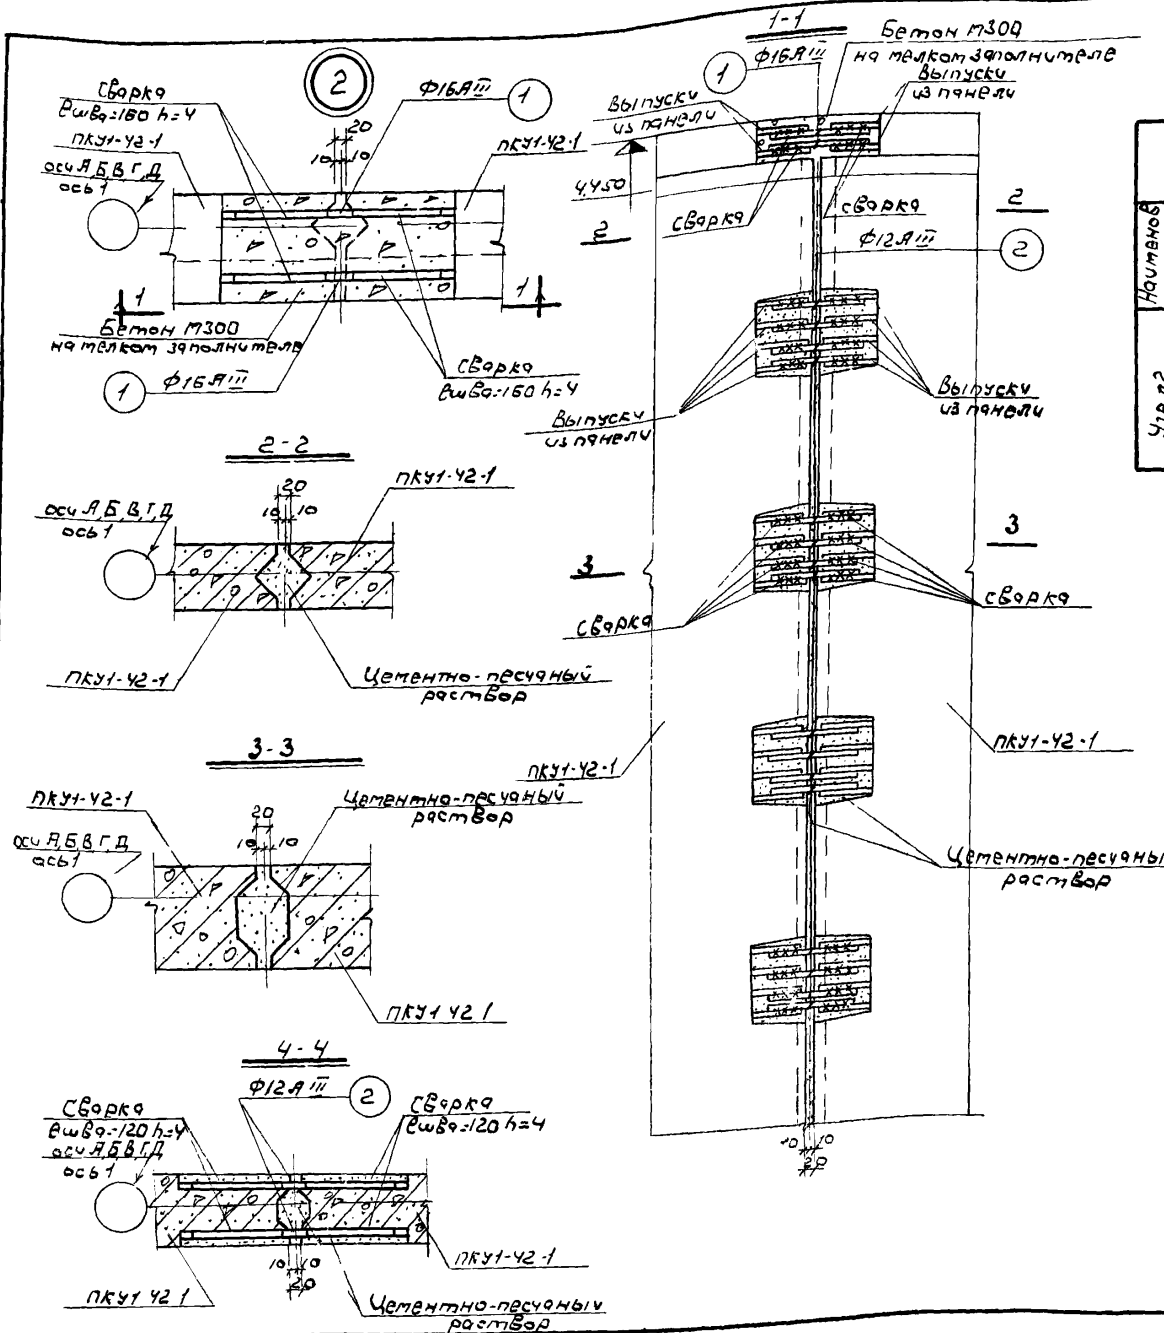 2
Сварка
ℓшва=160 h=4
ПКУ1-42-1
оси А,Б,В,Г,Д
ось 1
Ф16АIII
1
20
10 10
ПКУ1-42-1
1
1
Бетон М300
на мелком заполнителе
1
Ф16АIII
Сварка
ℓшва=160 h=4
2-2
20
10 10
ПКУ1-42-1
оси А,Б,В,Г,Д
ось 1
ПКУ1-42-1
Цементно-песчаный
раствор
3-3
ПКУ1-42-1
Цементно-песчаный
раствор
20
10 10
оси А,Б,В,Г,Д
ось 1
ПКУ1 42 1
4-4
Ф12АIII
2
Сварка
ℓшва=120 h=4
оси А,Б,В,Г,Д
ось 1
Сварка
ℓшва=120 h=4
10 10
20
ПКУ1-42-1
ПКУ1 42 1
Цементно-песчаный
раствор
1-1
Ф16АIII
1
Бетон М300
на мелком заполнителе
Выпуски
из панели
Выпуски
из панели
4.450
Сварка
Сварка
2
2
Ф12АIII
2
Выпуски
из панели
Выпуски
из панели
3
3
Сварка
Сварка
ПКУ1-42-1
ПКУ1-42-1
Цементно-песчаны
раствор
10 10
20
Наименов